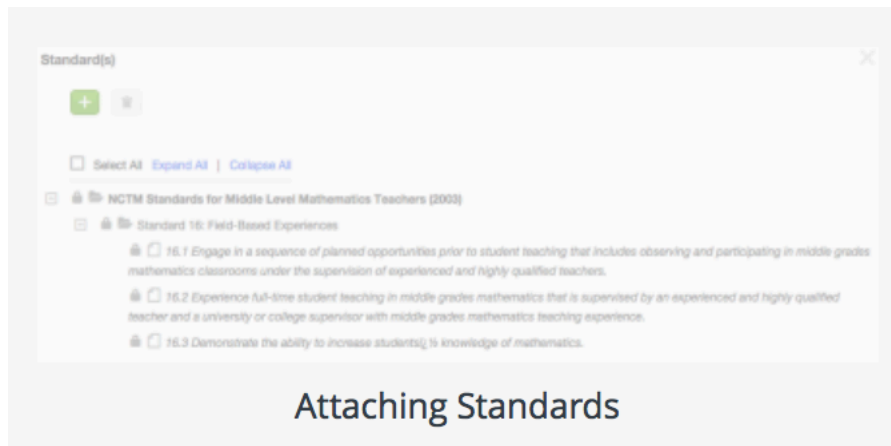 Standard(s)
Select All Expand All | Collapse All
NCTM Standards for Middle Level Mathematics Teachers (2003)
Standard 16: Field-Based Experiences
16.1 Engage in a sequence of planned opportunities prior to student teaching that includes observing and participating in middle grades
mathematics classrooms under the supervision of experienced and highly qualified teachers.
16.2 Experience full-time student teaching in middle grades mathematics that is supervised by an experienced and highly qualified
teacher and a university or college supervisor with middle grades mathematics teaching experience.
16.3 Demonstrate the ability to increase studentsï¿½ knowledge of mathematics.
Attaching Standards